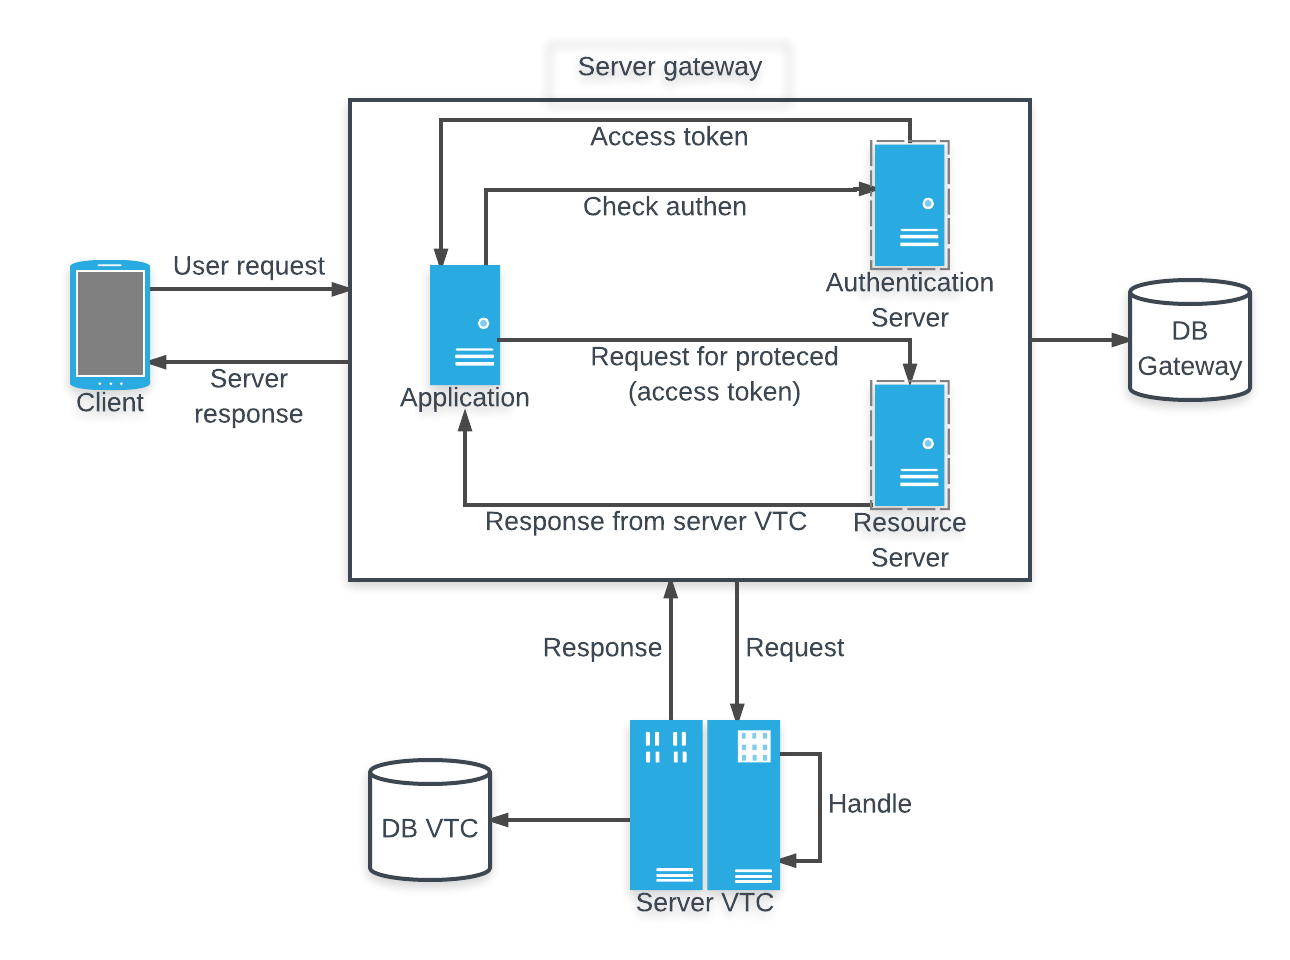 Server gateway
Access token
Check authen
User request
Authentication
Server
DB
Gateway
Request for proteced
(access token)
Server
response
Client
Application
Response from server VTC
Resource
Server
Response
Request
Handle
DB VTC
Server VTC